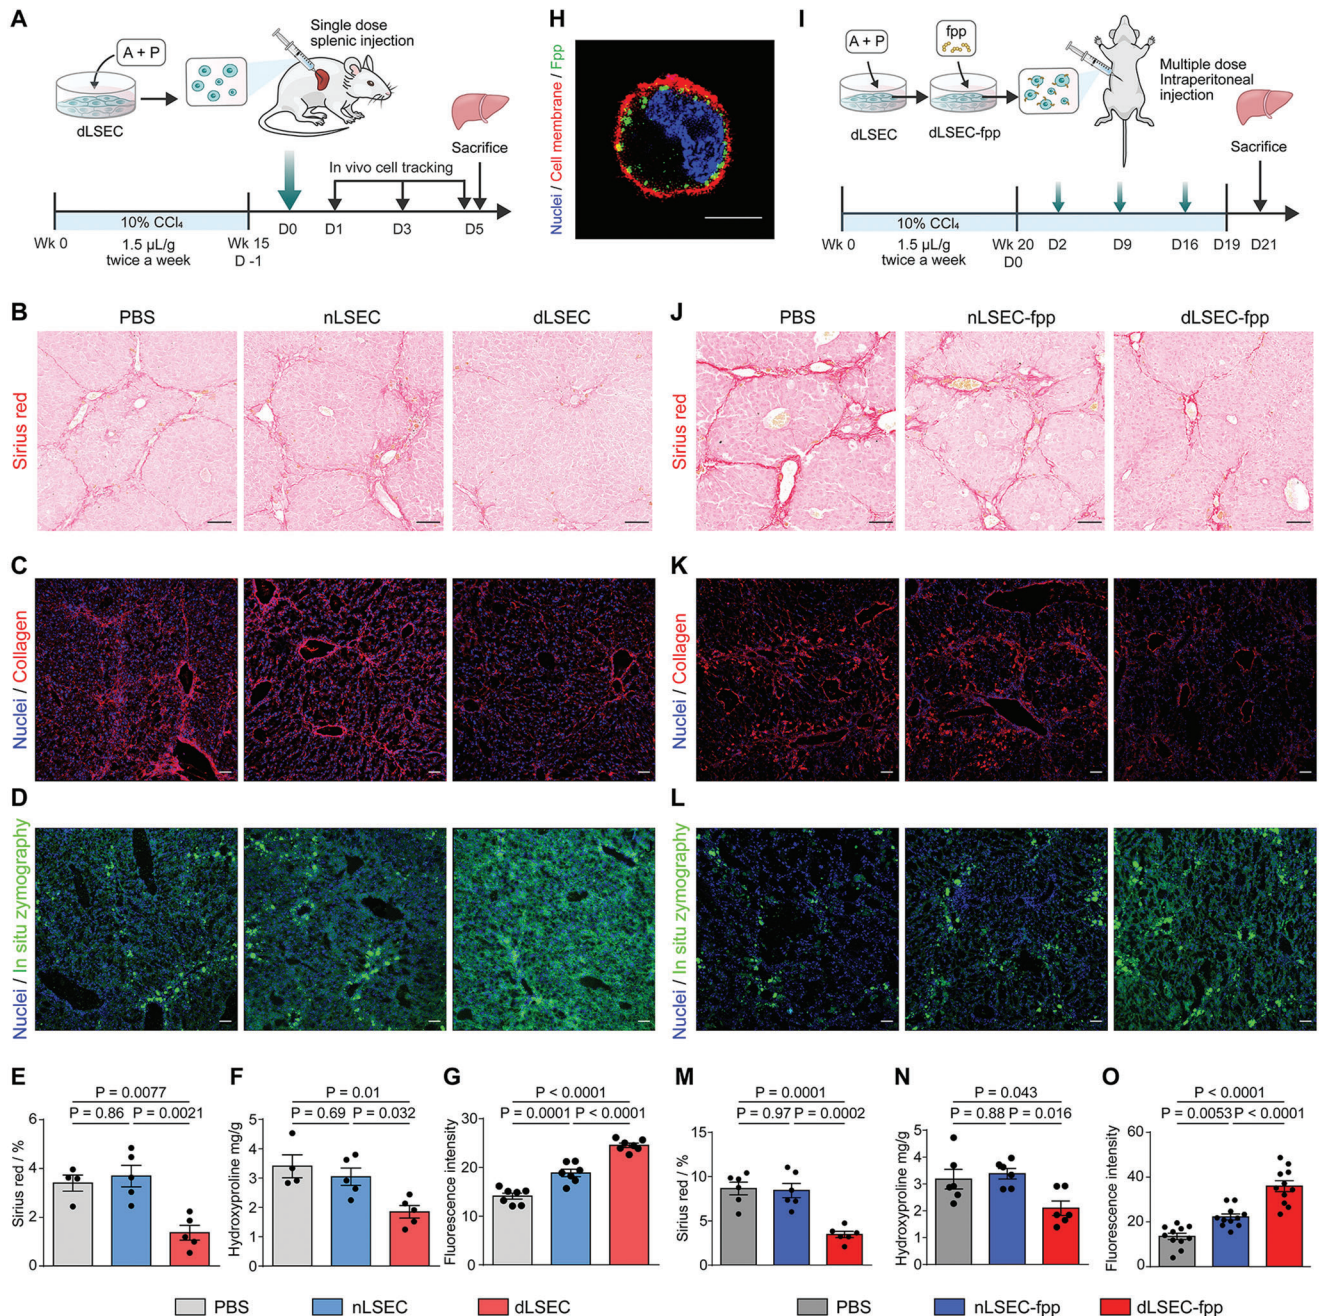 A
A + P
dLSEC
Single dose
splenic injection
Sacrifice
In vivo cell tracking
10% CCl₄
Wk 0
1.5 µL/g
twice a week
Wk 15
D -1
D0
D1
D3
D5
H
Nuclei / Cell membrane / Fpp
I
A + P
fpp
dLSEC
dLSEC-fpp
Multiple dose
Intraperitoneal
injection
Sacrifice
10% CCl₄
Wk 0
1.5 µL/g
twice a week
Wk 20
D0
D2
D9
D16
D19
D21
B
PBS
nLSEC
dLSEC
Sirius red
C
Nuclei / Collagen
D
Nuclei / In situ zymography
J
PBS
nLSEC-fpp
dLSEC-fpp
Sirius red
K
Nuclei / Collagen
L
Nuclei / In situ zymography
E
P = 0.0077
P = 0.86
P = 0.0021
Sirius red / %
6
4
2
0
F
P = 0.01
P = 0.69
P = 0.032
Hydroxyproline mg/g
5
4
3
2
1
0
G
P < 0.0001
P = 0.0001
P < 0.0001
Fluorescence intensity
30
20
10
0
M
P = 0.0001
P = 0.97
P = 0.0002
Sirius red / %
15
10
5
0
N
P = 0.043
P = 0.88
P = 0.016
Hydroxyproline mg/g
5
4
3
2
1
0
O
P < 0.0001
P = 0.0053
P < 0.0001
Fluorescence intensity
60
40
20
0
PBS
nLSEC
dLSEC
PBS
nLSEC-fpp
dLSEC-fpp